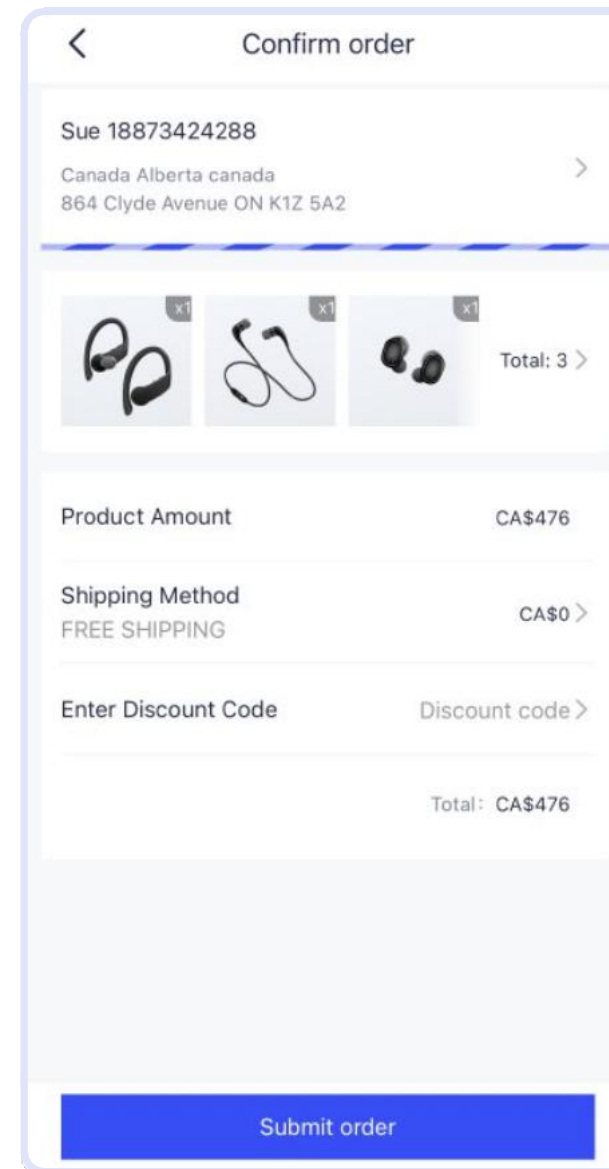 Confirm order
Sue 18873424288
Canada Alberta canada
864 Clyde Avenue ON K1Z 5A2
x1 x1 x1
Total: 3
Product Amount CA$476
Shipping Method
FREE SHIPPING CA$0
Enter Discount Code Discount code
Total: CA$476
Submit order